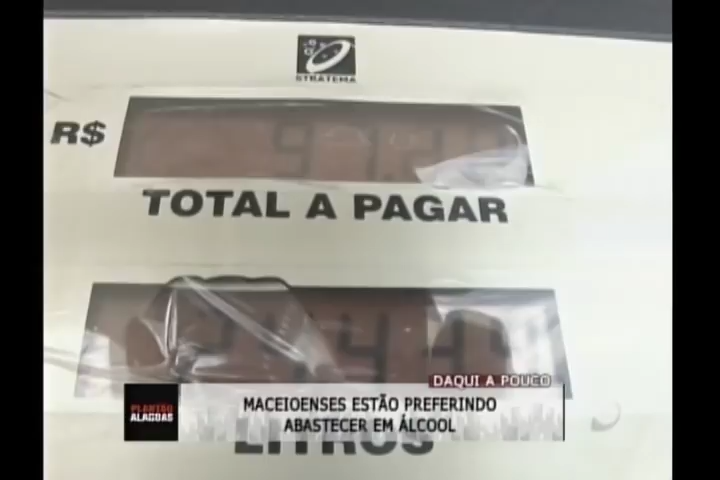 STRATEMA
R$
TOTAL A PAGAR
DAQUI A POUCO
PLANTÃO
ALAGOAS
MACEIOENSES ESTÃO PREFERINDO
ABASTECER EM ÁLCOOL
LITROS